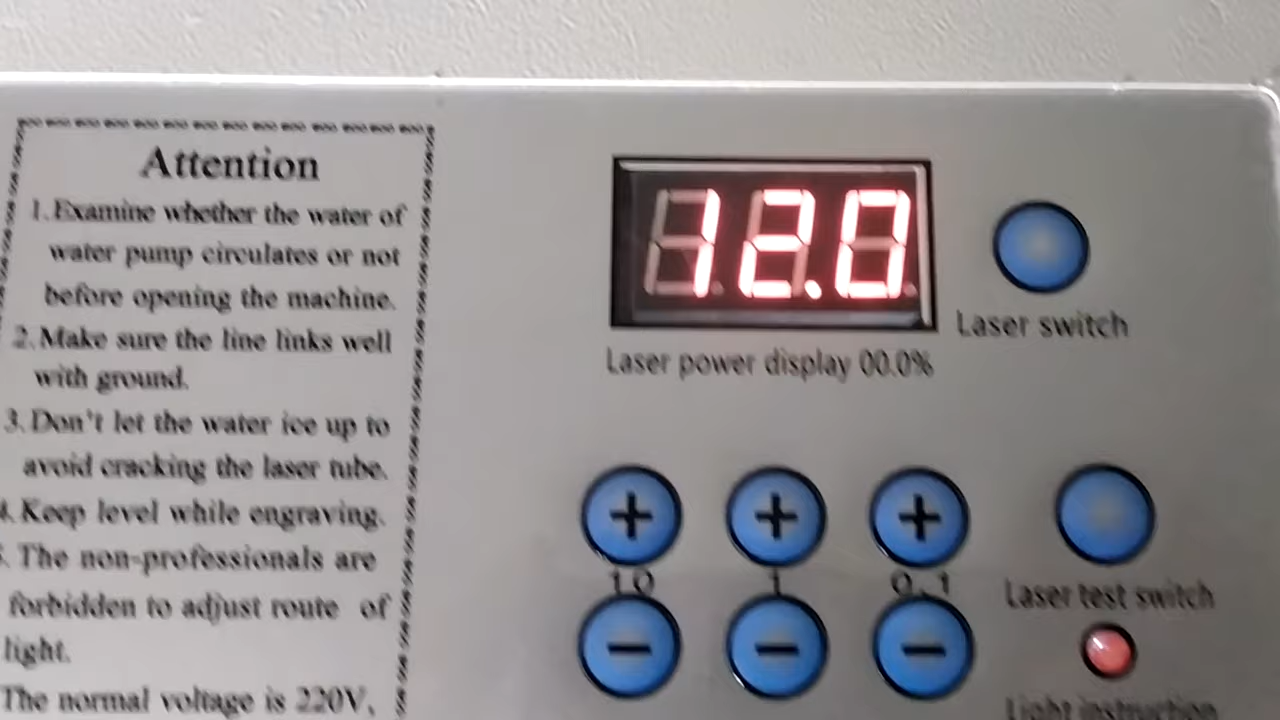 Attention
1.Examine whether the water of
water pump circulates or not
before opening the machine.
2.Make sure the line links well
with ground.
3.Don't let the water ice up to
avoid cracking the laser tube.
4.Keep level while engraving.
5. The non-professionals are
forbidden to adjust route of
light.
The normal voltage is 220V,
12.0
Laser power display 00.0%
Laser switch
+ + +
10 1 0.1
- - -
Laser test switch
Light instruction